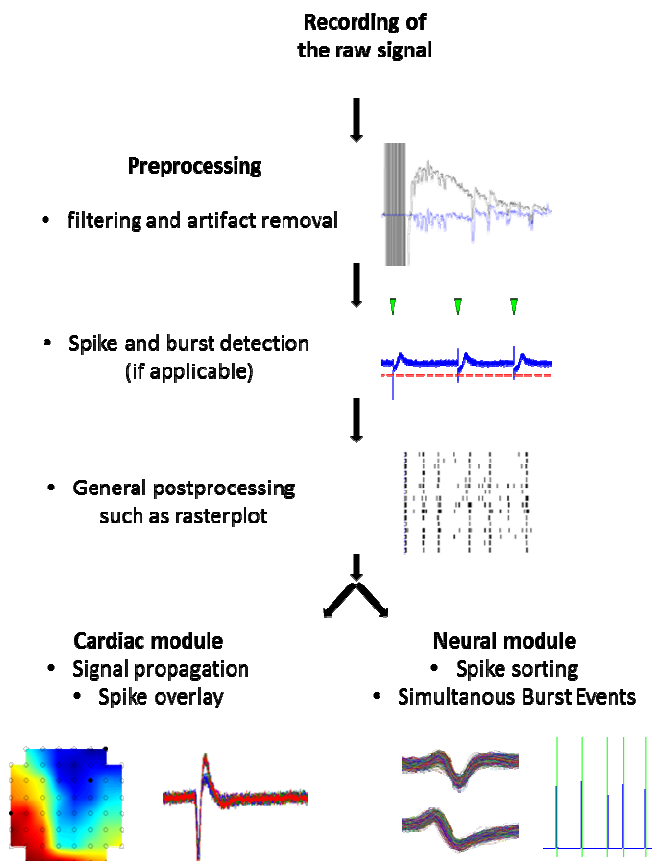 Recording of
the raw signal
Preprocessing
• filtering and artifact removal
• Spike and burst detection
(if applicable)
• General postprocessing
such as rasterplot
Cardiac module
• Signal propagation
• Spike overlay
Neural module
• Spike sorting
• Simultanous Burst Events